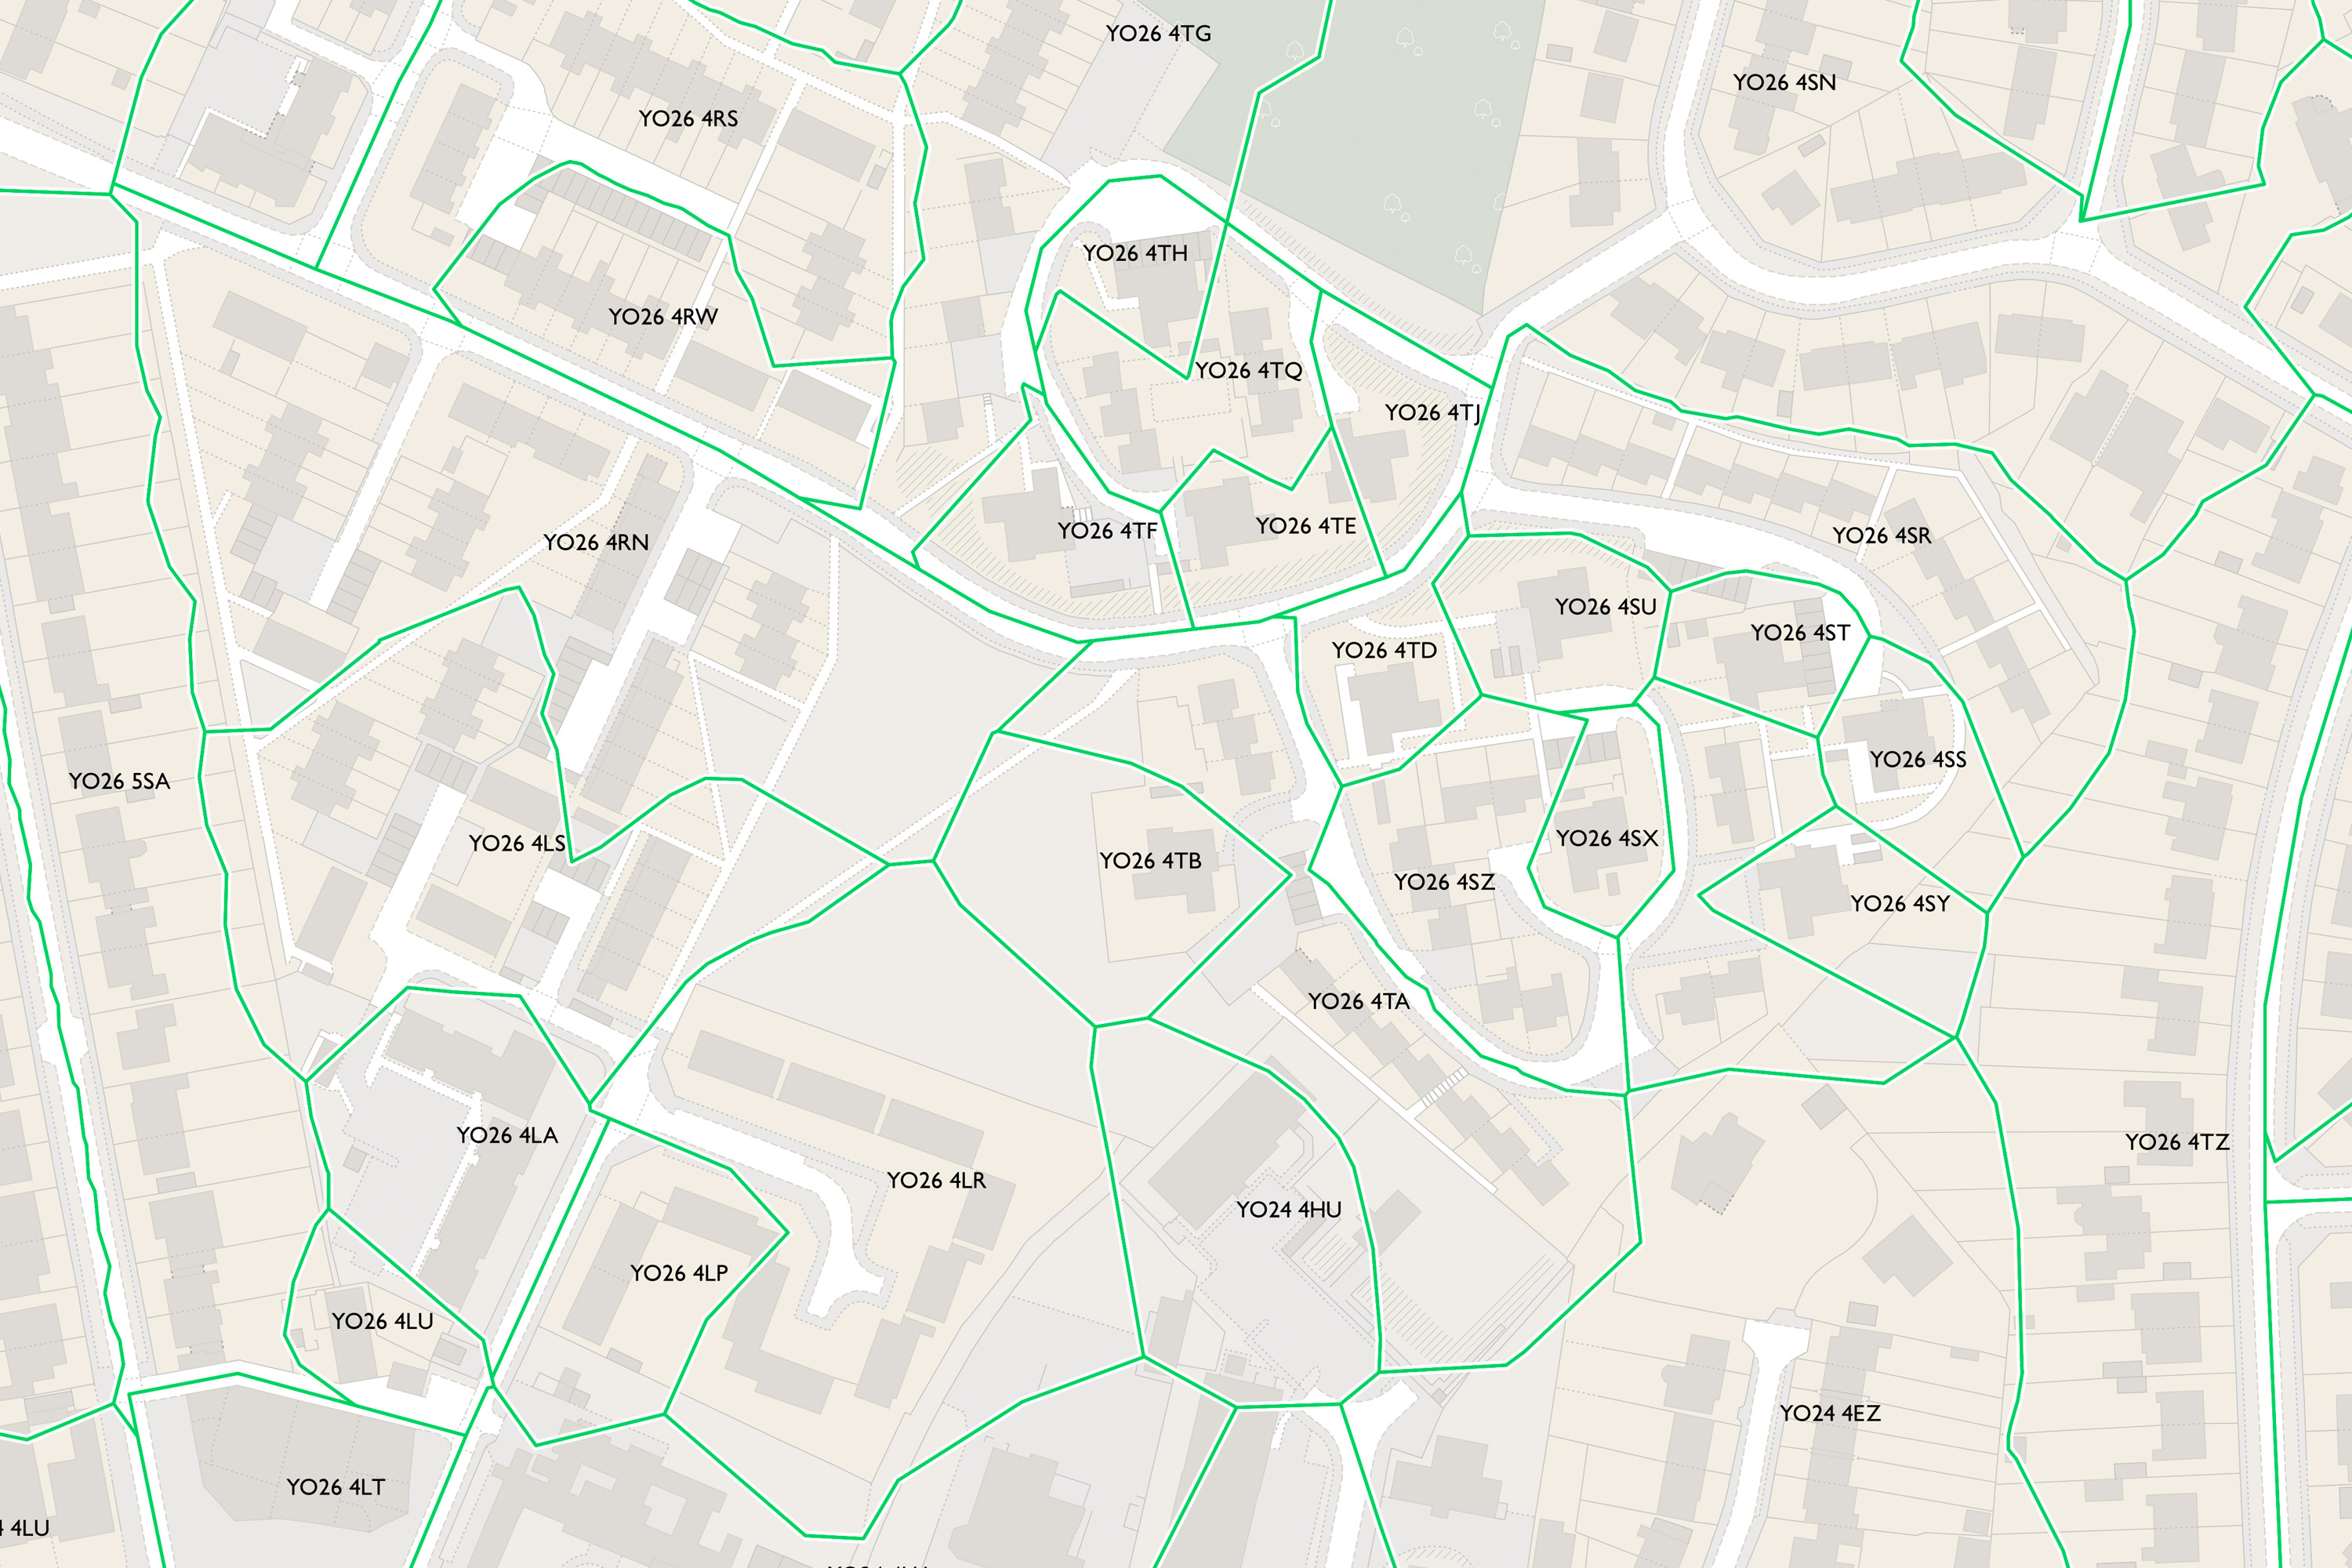 YO26 4TG
YO26 4SN
YO26 4RS
YO26 4TH
YO26 4RW
YO26 4TQ
YO26 4TJ
YO26 4TF
YO26 4TE
YO26 4SR
YO26 4RN
YO26 4SU
YO26 4ST
YO26 4TD
YO26 4SS
YO26 5SA
YO26 4LS
YO26 4SX
YO26 4TB
YO26 4SZ
YO26 4SY
YO26 4TA
YO26 4LA
YO26 4TZ
YO26 4LR
YO24 4HU
YO26 4LP
YO26 4LU
YO24 4EZ
YO26 4LT
4LU